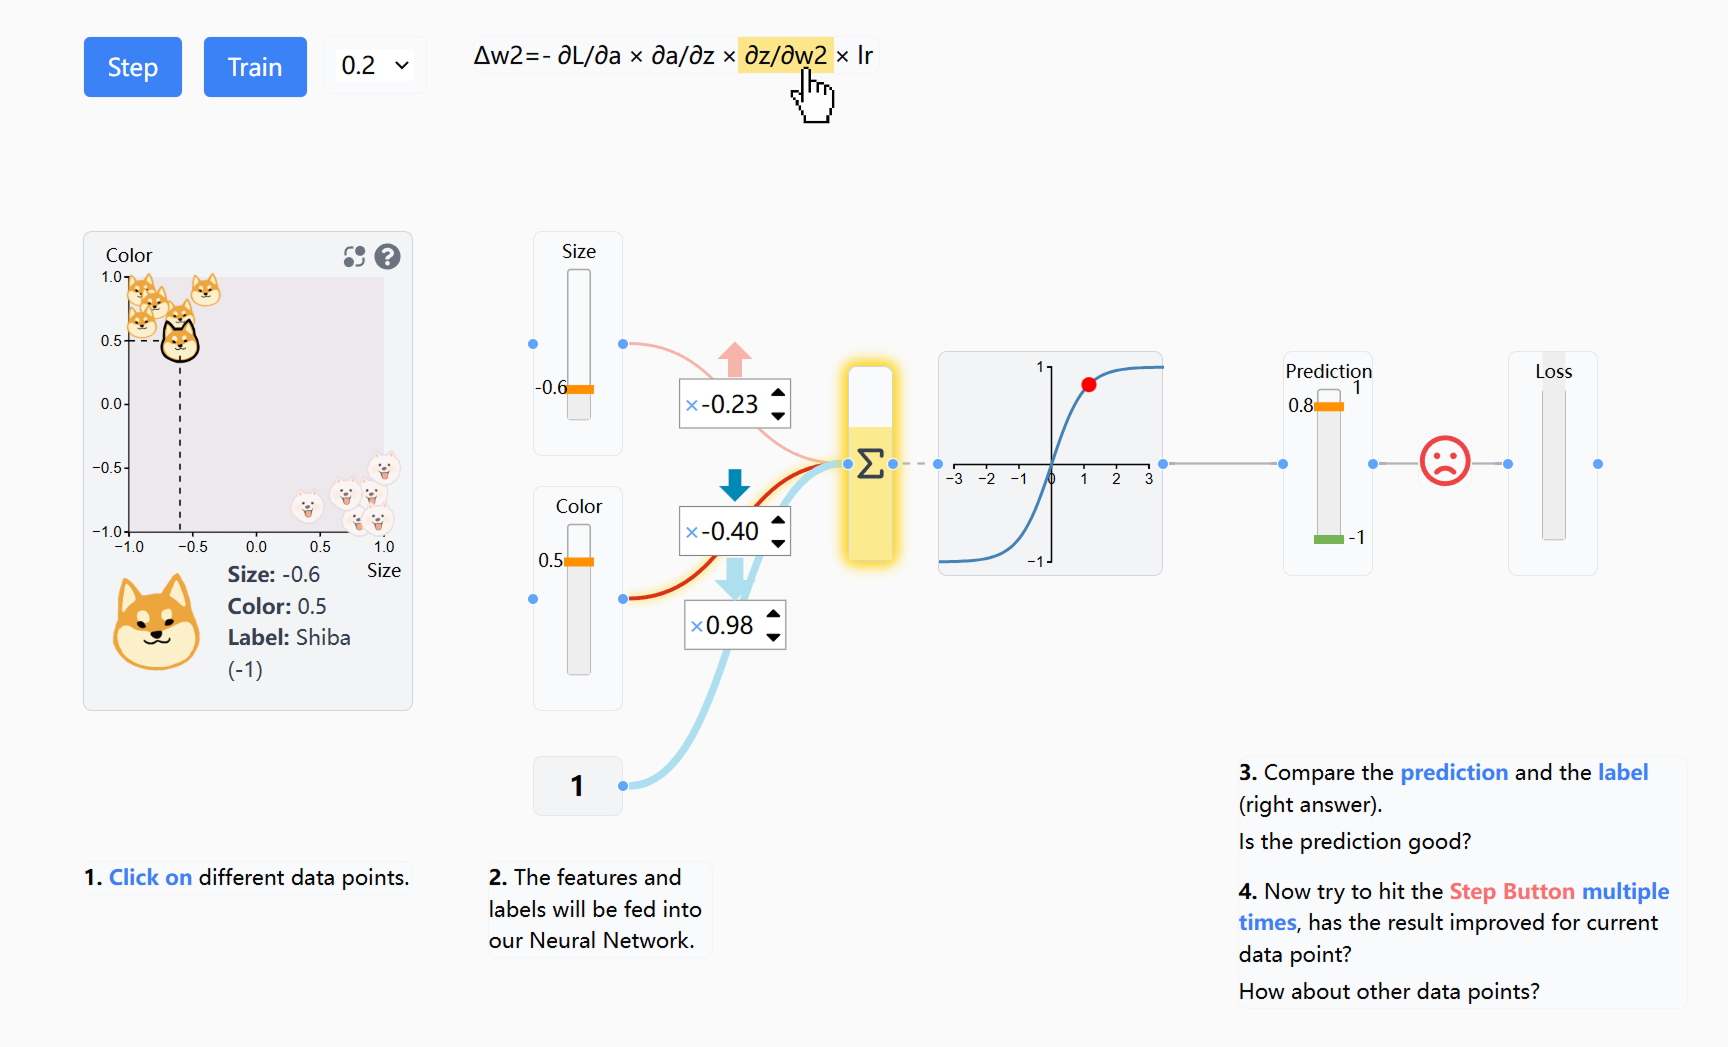 Step
Train
0.2
Δw2=- ∂L/∂a × ∂a/∂z × ∂z/∂w2 × lr
Color
1.0
0.5
0.0
−0.5
−1.0
−1.0
−0.5
0.0
0.5
1.0
Size
Size: -0.6
Color: 0.5
Label: Shiba
(-1)
Size
-0.6
Color
0.5
1
×-0.23
×-0.40
×0.98
Σ
1
−3
−2
−1
0
1
2
3
−1
Prediction
1
0.8
-1
Loss
1. Click on different data points.
2. The features and
labels will be fed into
our Neural Network.
3. Compare the prediction and the label
(right answer).
Is the prediction good?
4. Now try to hit the Step Button multiple
times, has the result improved for current
data point?
How about other data points?